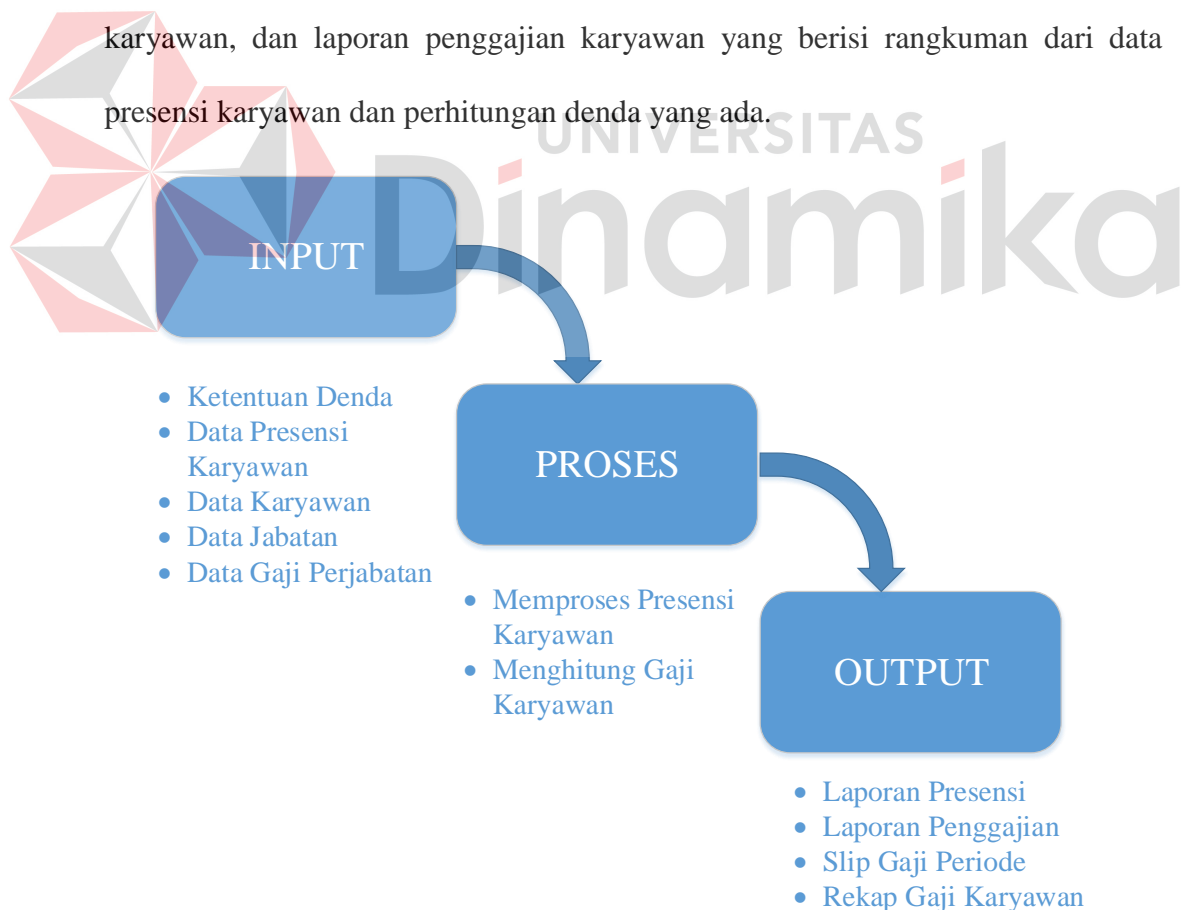 karyawan, dan laporan penggajian karyawan yang berisi rangkuman dari data
presensi karyawan dan perhitungan denda yang ada.
UNIVERSITAS
Dinamika
INPUT
• Ketentuan Denda
• Data Presensi
Karyawan
• Data Karyawan
• Data Jabatan
• Data Gaji Perjabatan
PROSES
• Memproses Presensi
Karyawan
• Menghitung Gaji
Karyawan
OUTPUT
• Laporan Presensi
• Laporan Penggajian
• Slip Gaji Periode
• Rekap Gaji Karyawan